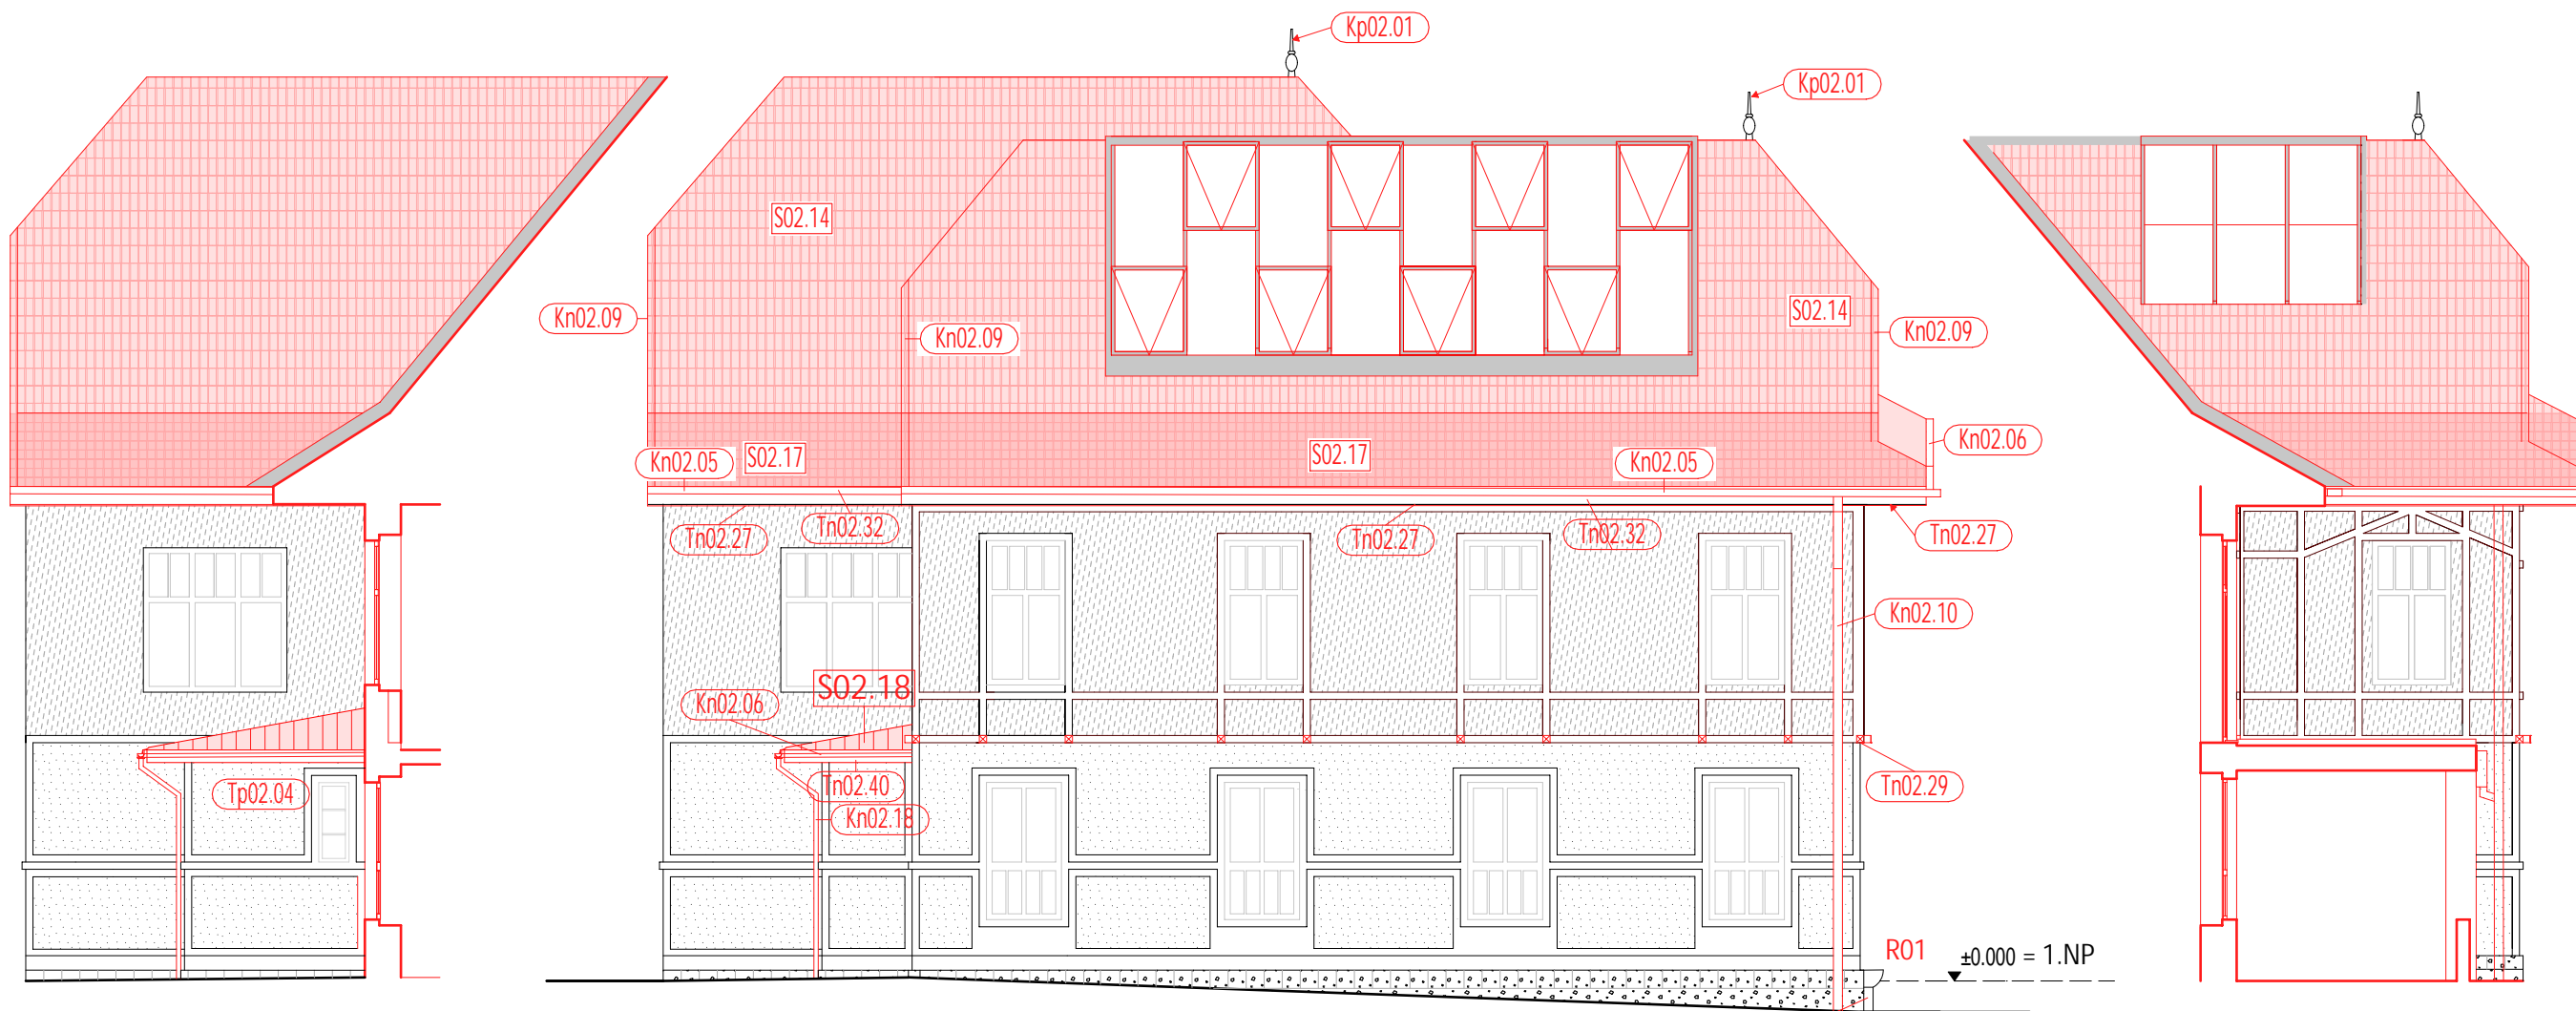 Kp02.01
Kp02.01
S02.14
S02.14
Kn02.09
Kn02.09
Kn02.09
Kn02.06
Kn02.05
S02.17
S02.17
Kn02.05
Tn02.27
Tn02.32
Tn02.27
Tn02.32
Tn02.27
Kn02.10
S02.18
Kn02.06
Tp02.04
Tn02.40
Tn02.29
Kn02.18
R01
±0.000 = 1.NP